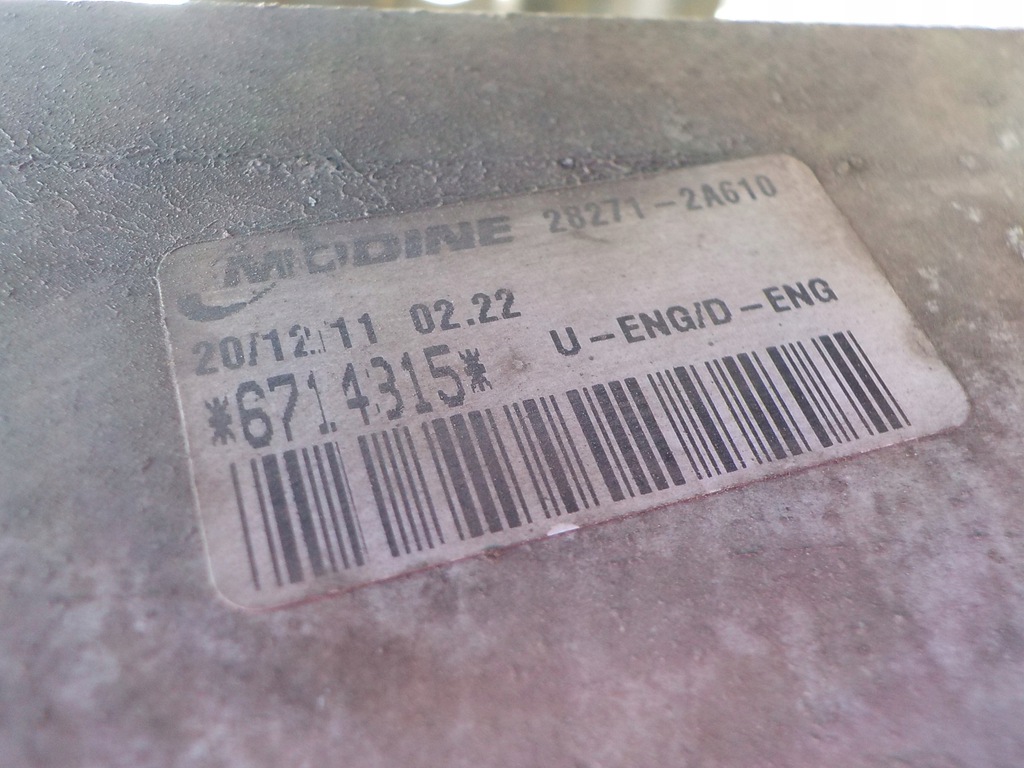 MODINE 28271-2A610
20/12/11 02.22
U-ENG/D-ENG
*6714315*